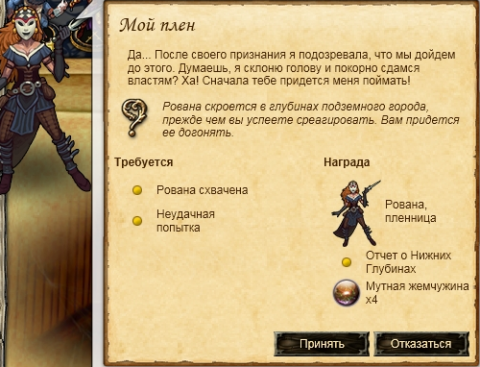 Мой плен
Да... После своего признания я подозревала, что мы дойдем
до этого. Думаешь, я склоню голову и покорно сдамся
властям? Ха! Сначала тебе придется меня поймать!
Рована скроется в глубинах подземного города,
прежде чем вы успеете среагировать. Вам придется
ее догонять.
Требуется
Рована схвачена
Неудачная
попытка
Награда
Рована,
пленница
Отчет о Нижних
Глубинах
Мутная жемчужина
x4
Принять
Отказаться